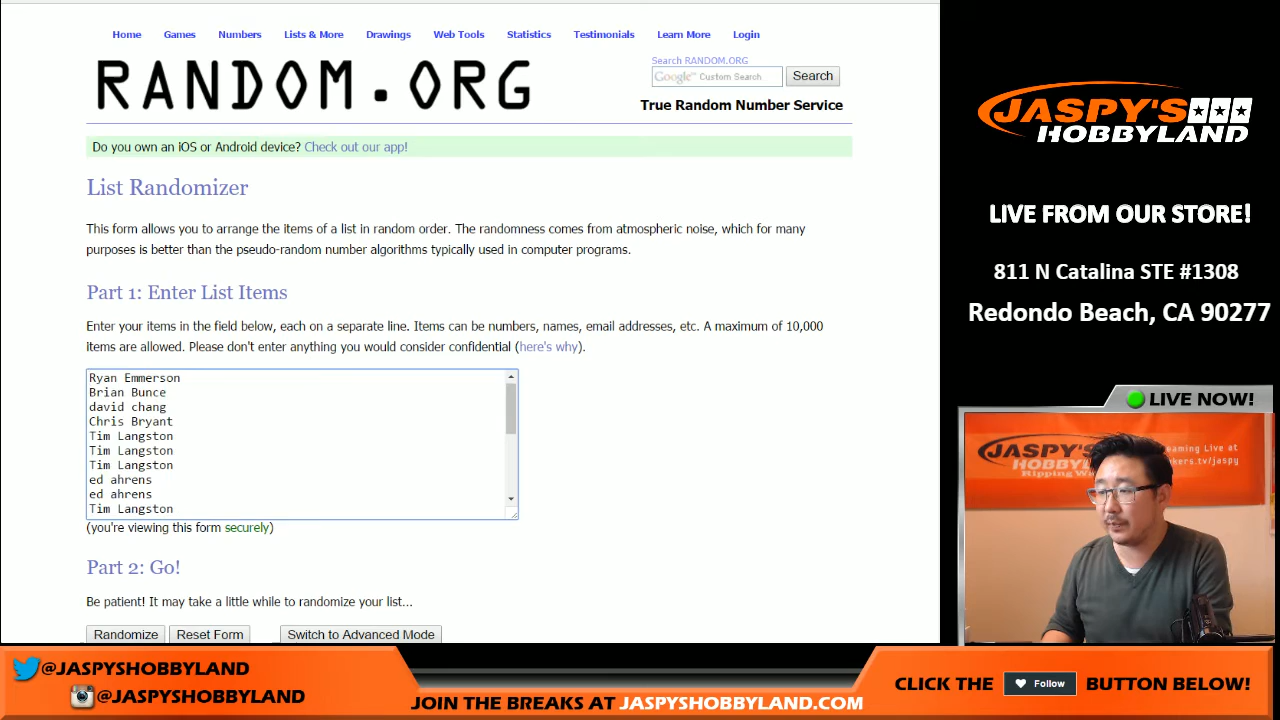 Home Games Numbers Lists & More Drawings Web Tools Statistics Testimonials Learn More Login
RANDOM.ORG
Search RANDOM.ORG
Google™ Custom Search Search
True Random Number Service
Do you own an iOS or Android device? Check out our app!
List Randomizer
This form allows you to arrange the items of a list in random order. The randomness comes from atmospheric noise, which for many
purposes is better than the pseudo-random number algorithms typically used in computer programs.
Part 1: Enter List Items
Enter your items in the field below, each on a separate line. Items can be numbers, names, email addresses, etc. A maximum of 10,000
items are allowed. Please don't enter anything you would consider confidential (here's why).
Ryan Emmerson
Brian Bunce
david chang
Chris Bryant
Tim Langston
Tim Langston
Tim Langston
ed ahrens
ed ahrens
Tim Langston
(you're viewing this form securely)
Part 2: Go!
Be patient! It may take a little while to randomize your list...
Randomize Reset Form Switch to Advanced Mode
JASPY'S
HOBBYLAND
LIVE FROM OUR STORE!
811 N Catalina STE #1308
Redondo Beach, CA 90277
LIVE NOW!
JASPY'S
HOBBYLAND
Streaming Live at
@JASPYSHOBBYLAND
@JASPYSHOBBYLAND
JOIN THE BREAKS AT JASPYSHOBBYLAND.COM
CLICK THE Follow BUTTON BELOW!